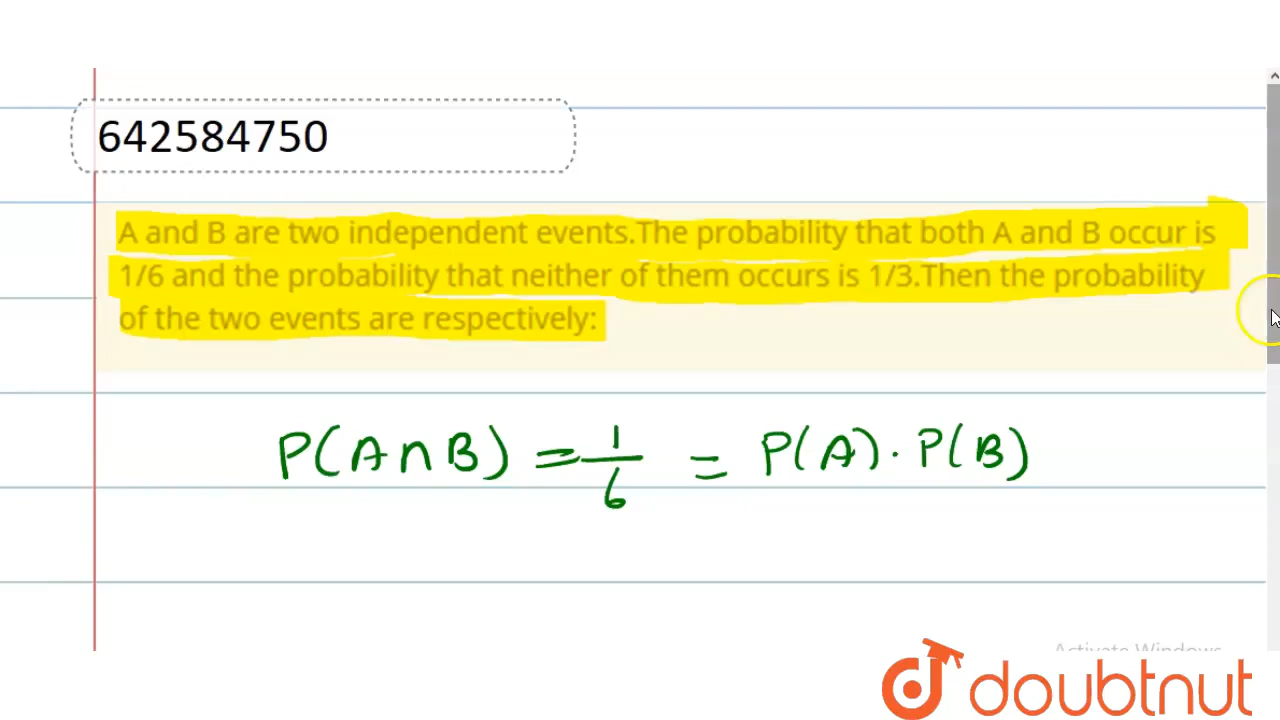 642584750
A and B are two independent events.The probability that both A and B occur is
1/6 and the probability that neither of them occurs is 1/3.Then the probability
of the two events are respectively:
P(A∩B) = 1/6 = P(A) . P(B)
Activate Windows
doubtnut